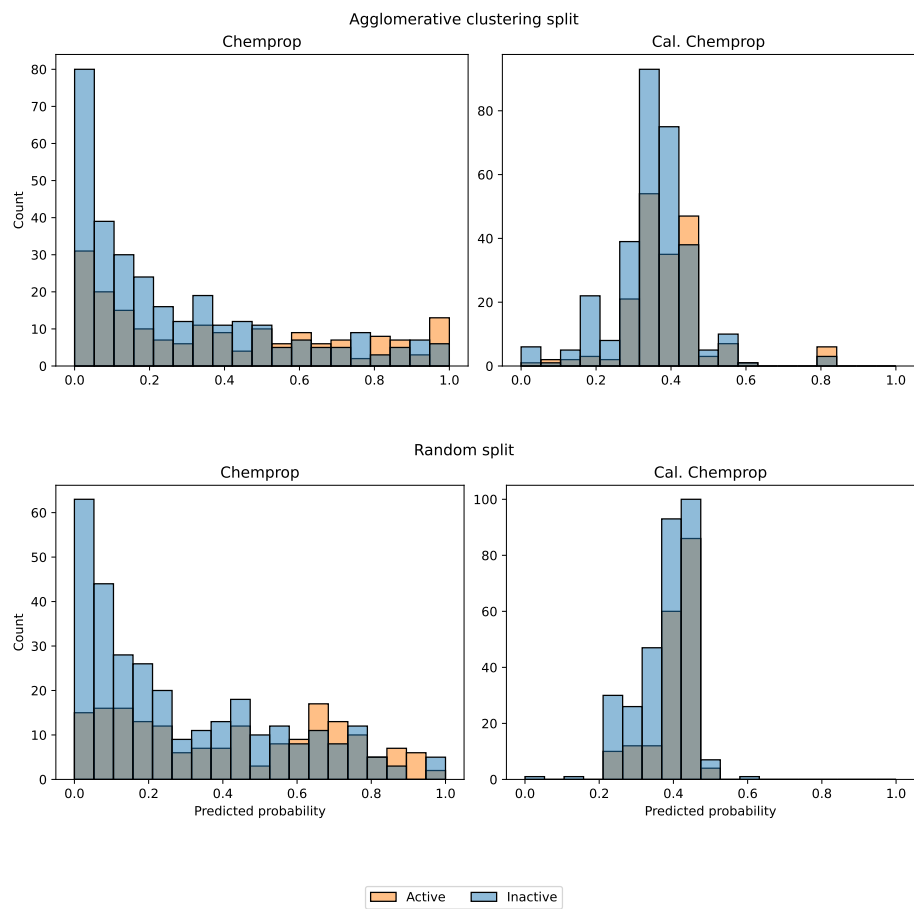 Agglomerative clustering split
Chemprop
Cal. Chemprop
Count
80
70
60
50
40
30
20
10
0
0.0 0.2 0.4 0.6 0.8 1.0
80
60
40
20
0
0.0 0.2 0.4 0.6 0.8 1.0
Random split
Chemprop
Cal. Chemprop
Count
60
50
40
30
20
10
0
0.0 0.2 0.4 0.6 0.8 1.0
Predicted probability
100
80
60
40
20
0
0.0 0.2 0.4 0.6 0.8 1.0
Predicted probability
Active Inactive